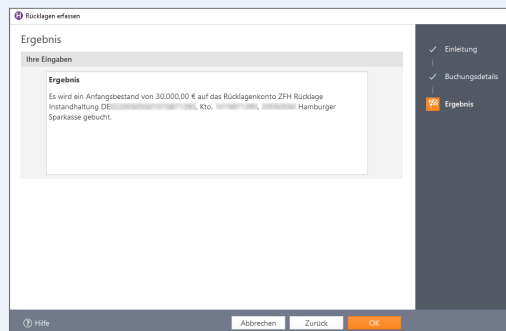 Rücklagen erfassen
Ergebnis
Ihre Eingaben
Ergebnis
Es wird ein Anfangsbestand von 30.000,00 € auf das Rücklagenkonto ZFH Rücklage
Instandhaltung DE , Kto. , Hamburger
Sparkasse gebucht.
Einleitung
Buchungsdetails
Ergebnis
Hilfe
Abbrechen
Zurück
OK